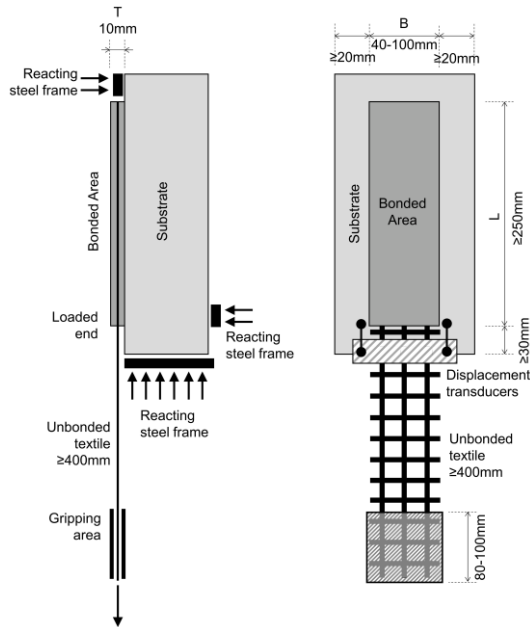 T
10mm
Reacting
steel frame
Bonded Area
Substrate
Loaded
end
Reacting
steel frame
Reacting
steel frame
Unbonded
textile
≥400mm
Gripping
area
B
40-100mm
≥20mm
≥20mm
Substrate
Bonded
Area
L
≥250mm
≥30mm
Displacement
transducers
Unbonded
textile
≥400mm
80-100mm